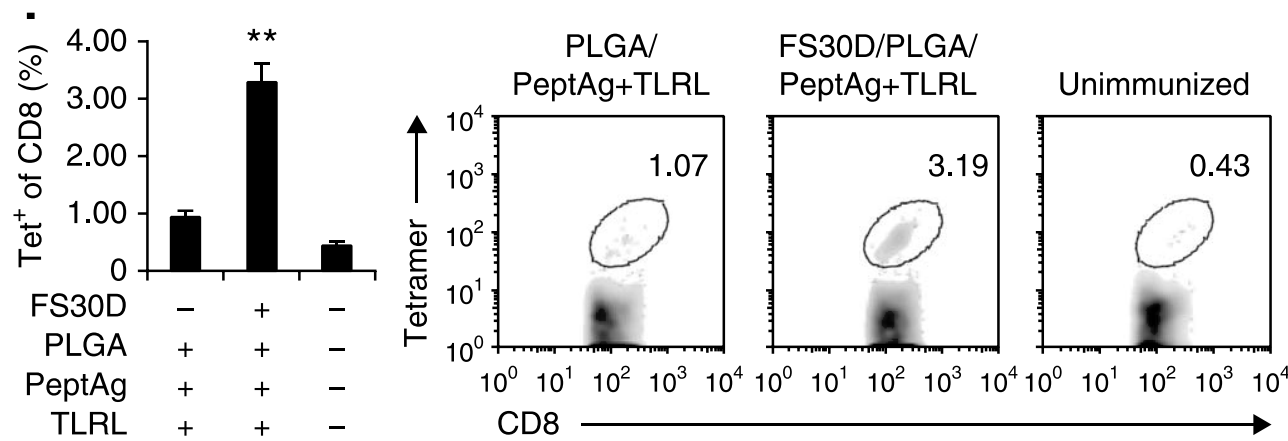 Tet⁺ of CD8 (%)
4.00
3.00
2.00
1.00
0
**
FS30D − + −
PLGA + + −
PeptAg + + −
TLRL + + −
PLGA/
PeptAg+TLRL
FS30D/PLGA/
PeptAg+TLRL
Unimmunized
Tetramer
10⁴
10³
10²
10¹
10⁰
1.07
3.19
0.43
10⁰ 10¹ 10² 10³ 10⁴
10⁰ 10¹ 10² 10³ 10⁴
10⁰ 10¹ 10² 10³ 10⁴
CD8